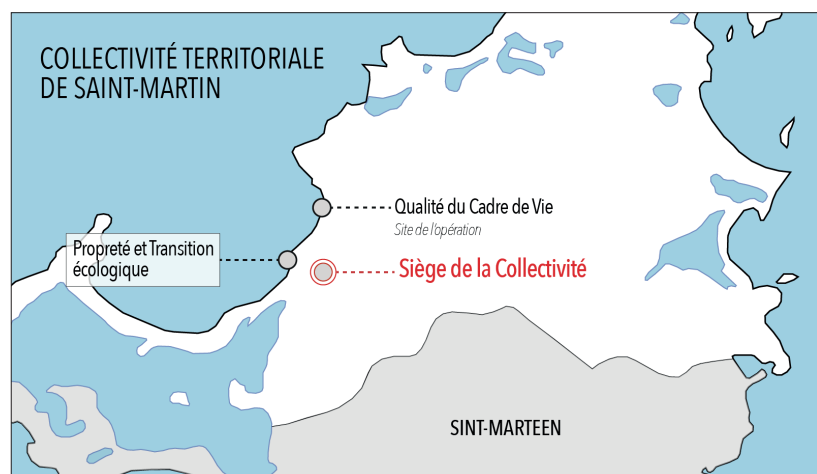 COLLECTIVITÉ TERRITORIALE
DE SAINT-MARTIN
Qualité du Cadre de Vie
Site de l'opération
Propreté et Transition
écologique
Siège de la Collectivité
SINT-MARTEEN